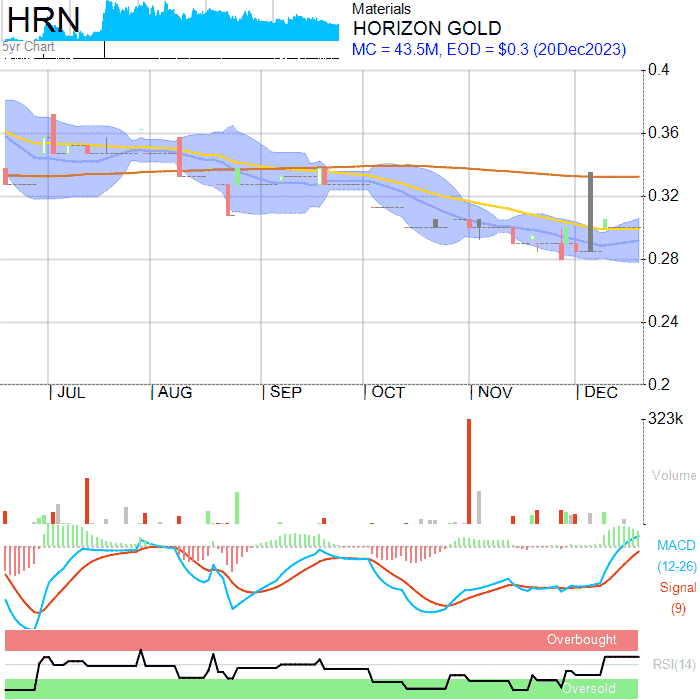 HRN
5yr Chart
Materials
HORIZON GOLD
MC = 43.5M, EOD = $0.3 (20Dec2023)
0.4
0.36
0.32
0.28
0.24
0.2
JUL AUG SEP OCT NOV DEC
323k
Volume
MACD
(12-26)
Signal
(9)
Overbought
RSI(14)
Oversold